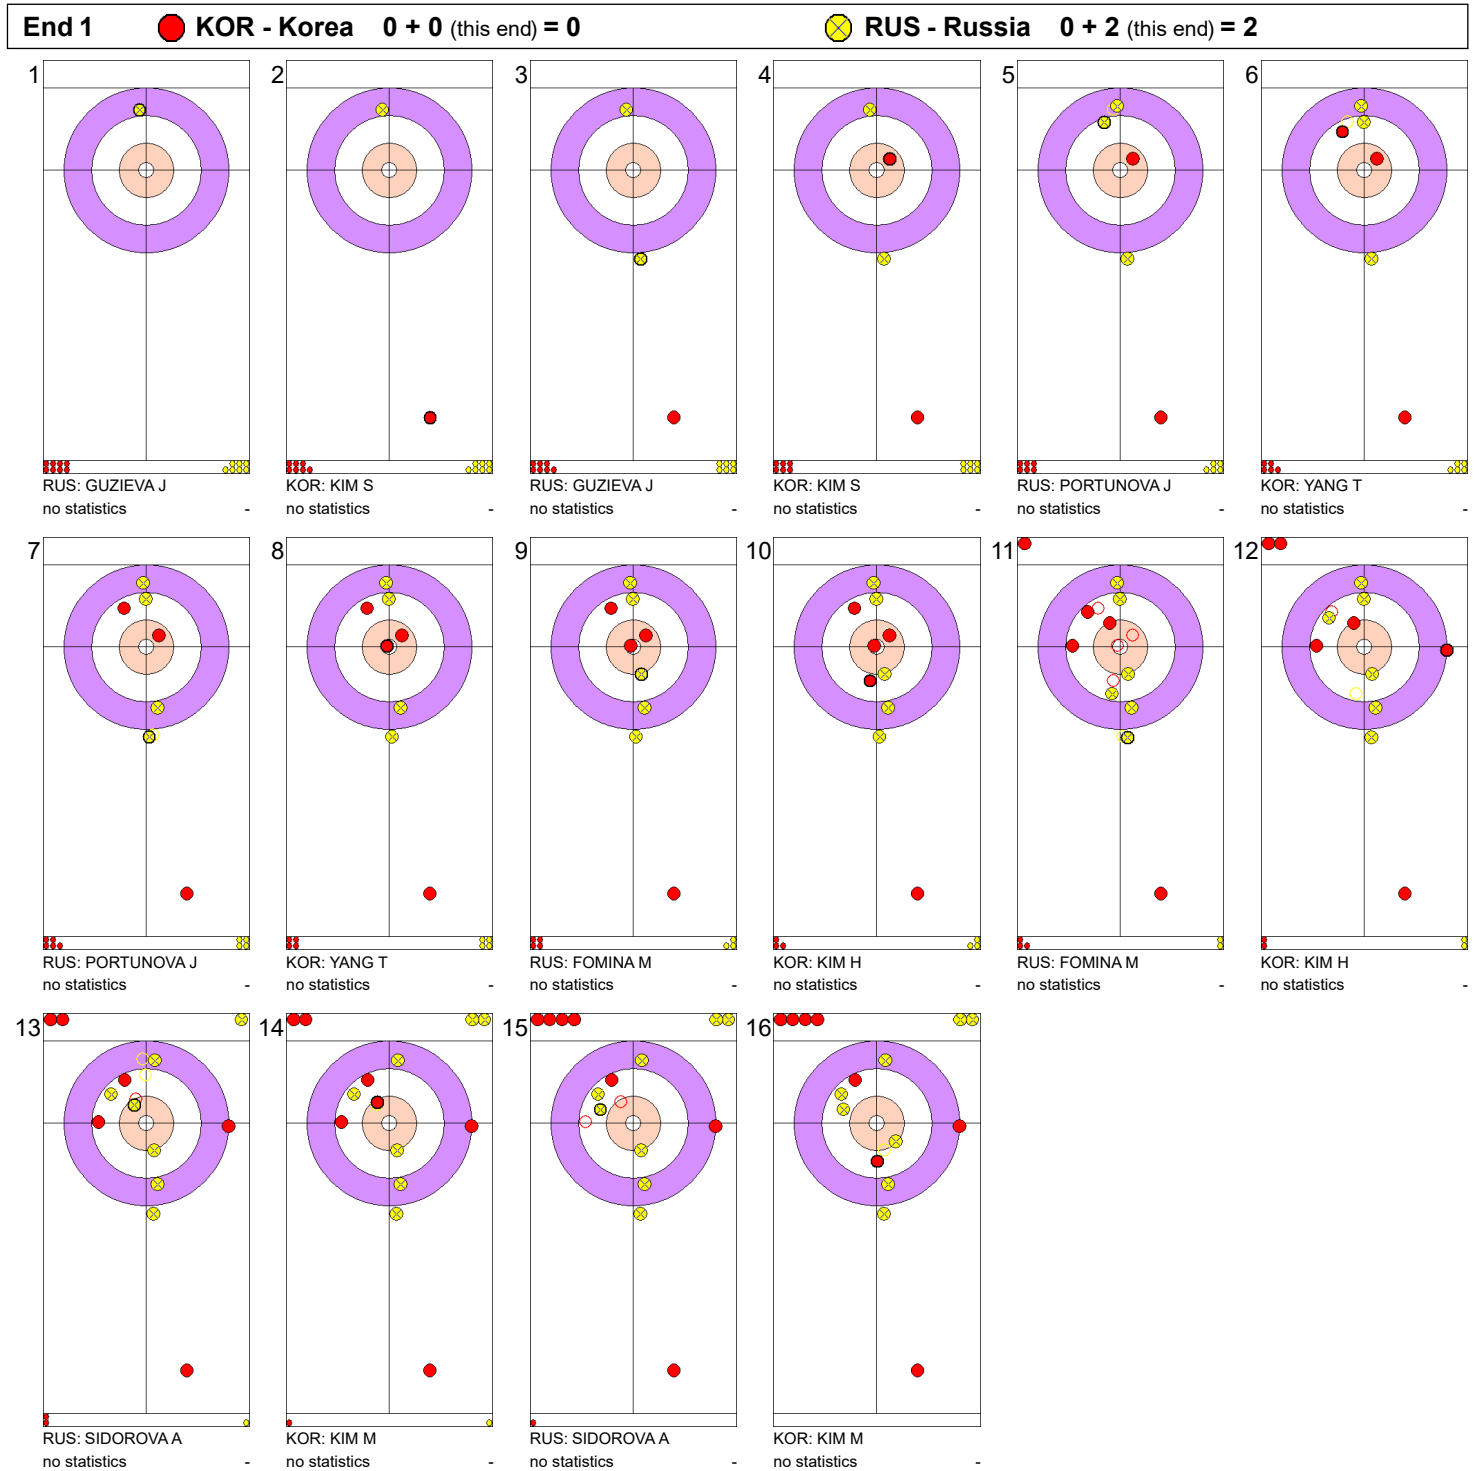 End 1 KOR - Korea 0 + 0 (this end) = 0 RUS - Russia 0 + 2 (this end) = 2
1 2 3 4 5 6
RUS: GUZIEVA J KOR: KIM S RUS: GUZIEVA J KOR: KIM S RUS: PORTUNOVA J KOR: YANG T
no statistics - no statistics - no statistics - no statistics - no statistics - no statistics -
7 8 9 10 11 12
RUS: PORTUNOVA J KOR: YANG T RUS: FOMINA M KOR: KIM H RUS: FOMINA M KOR: KIM H
no statistics - no statistics - no statistics - no statistics - no statistics - no statistics -
13 14 15 16
RUS: SIDOROVA A KOR: KIM M RUS: SIDOROVA A KOR: KIM M
no statistics - no statistics - no statistics - no statistics -